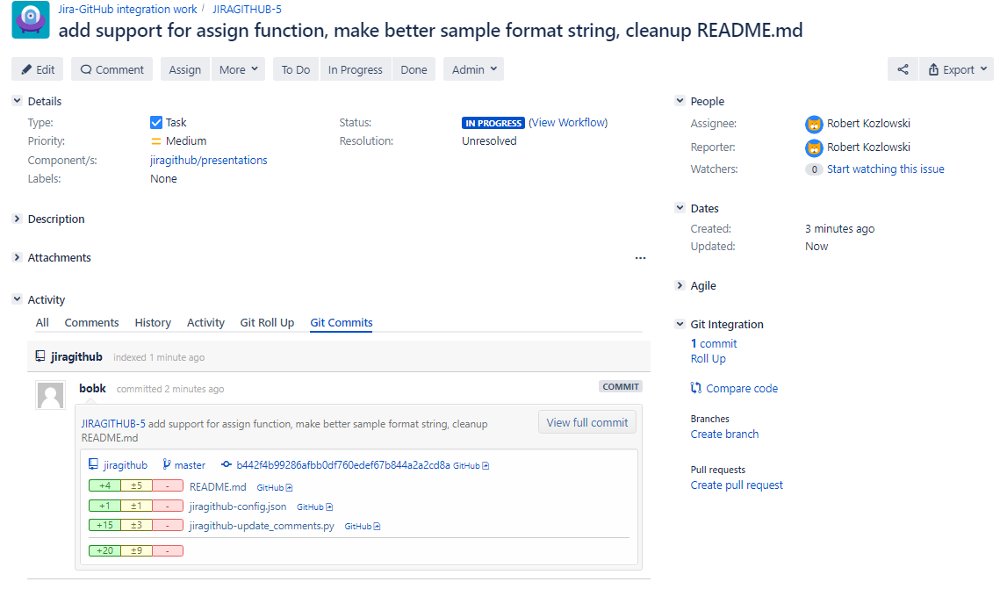 Jira-GitHub integration work / JIRAGITHUB-5
add support for assign function, make better sample format string, cleanup README.md
Edit Comment Assign More To Do In Progress Done Admin Export
Details
Type: Task
Priority: Medium
Component/s: jiragithub/presentations
Labels: None
Status: IN PROGRESS (View Workflow)
Resolution: Unresolved
Description
Attachments
...
Activity
All Comments History Activity Git Roll Up Git Commits
jiragithub indexed 1 minute ago
bobk committed 2 minutes ago COMMIT
JIRAGITHUB-5 add support for assign function, make better sample format string, cleanup
README.md
View full commit
jiragithub master b442f4b99286afbb0df760edef67b844a2a2cd8a GitHub
+4 ±5 - README.md GitHub
+1 ±1 - jiragithub-config.json GitHub
+15 ±3 - jiragithub-update_comments.py GitHub
+20 ±9 -
People
Assignee: Robert Kozlowski
Reporter: Robert Kozlowski
Watchers: 0 Start watching this issue
Dates
Created: 3 minutes ago
Updated: Now
Agile
Git Integration
1 commit
Roll Up
Compare code
Branches
Create branch
Pull requests
Create pull request